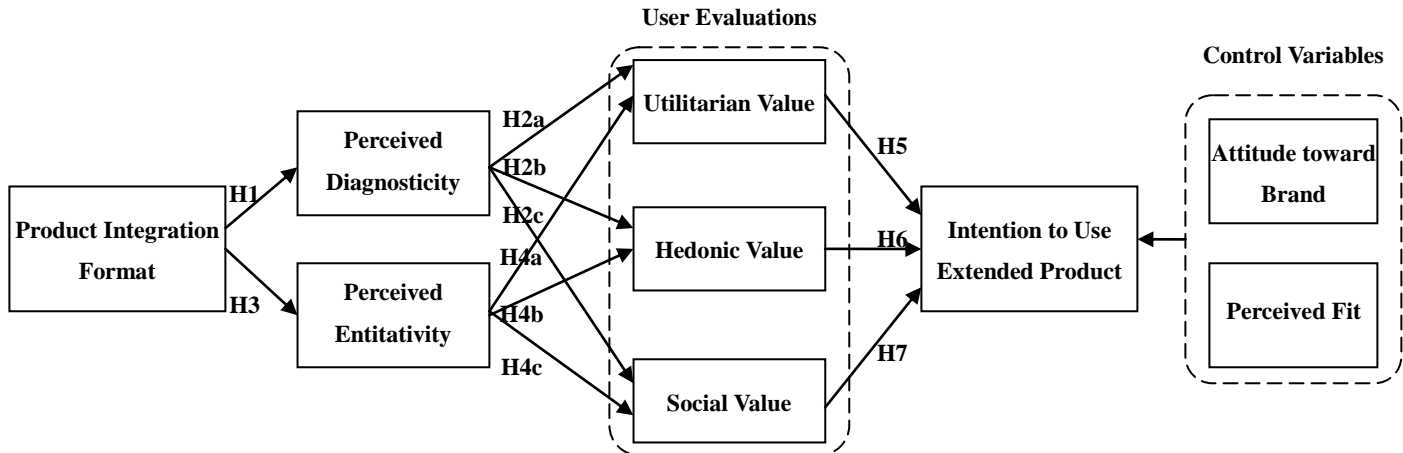 User Evaluations
Control Variables
Utilitarian Value
H2a
H5
Perceived
Diagnosticity
H2b
Attitude toward
Brand
H1
H2c
Product Integration
Format
Hedonic Value
H6
Intention to Use
Extended Product
H4a
H3
Perceived
Entitativity
H4b
Perceived Fit
H4c
H7
Social Value